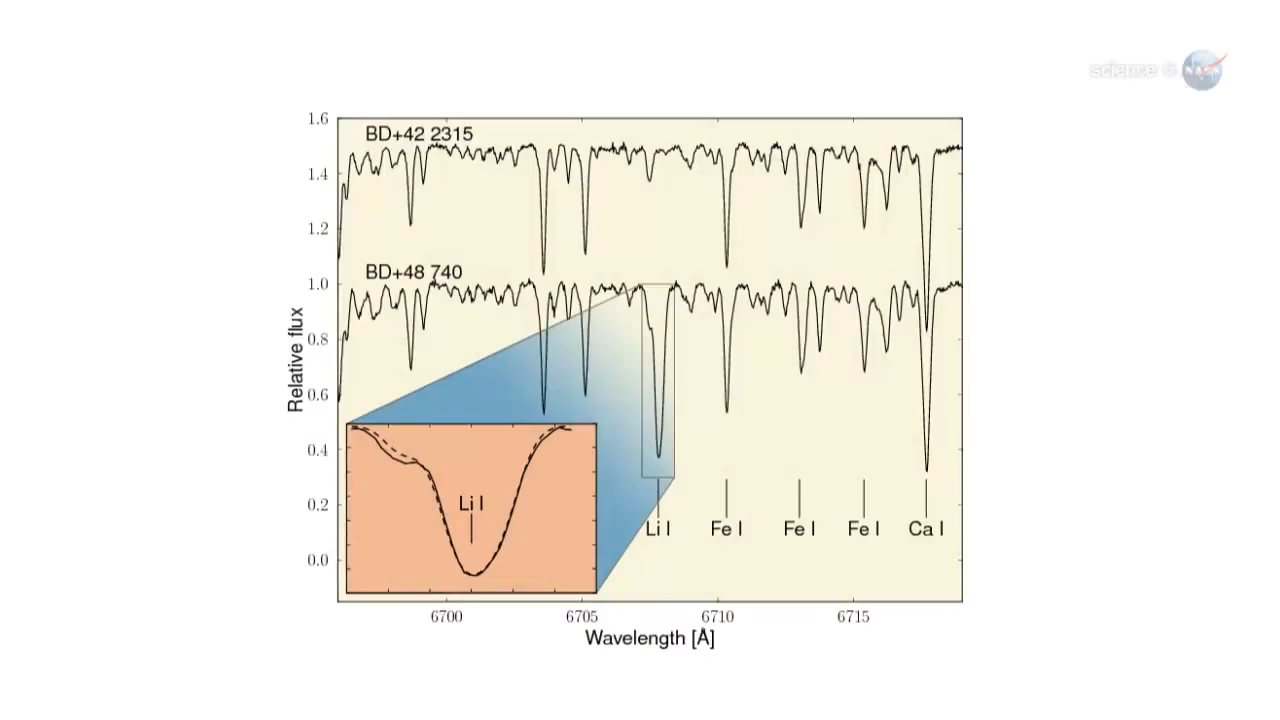 science @ NASA
1.6
BD+42 2315
1.4
1.2
BD+48 740
1.0
0.8
Relative flux
0.6
0.4
Li I
0.2
Li I Fe I Fe I Fe I Ca I
0.0
6700 6705 6710 6715
Wavelength [Å]